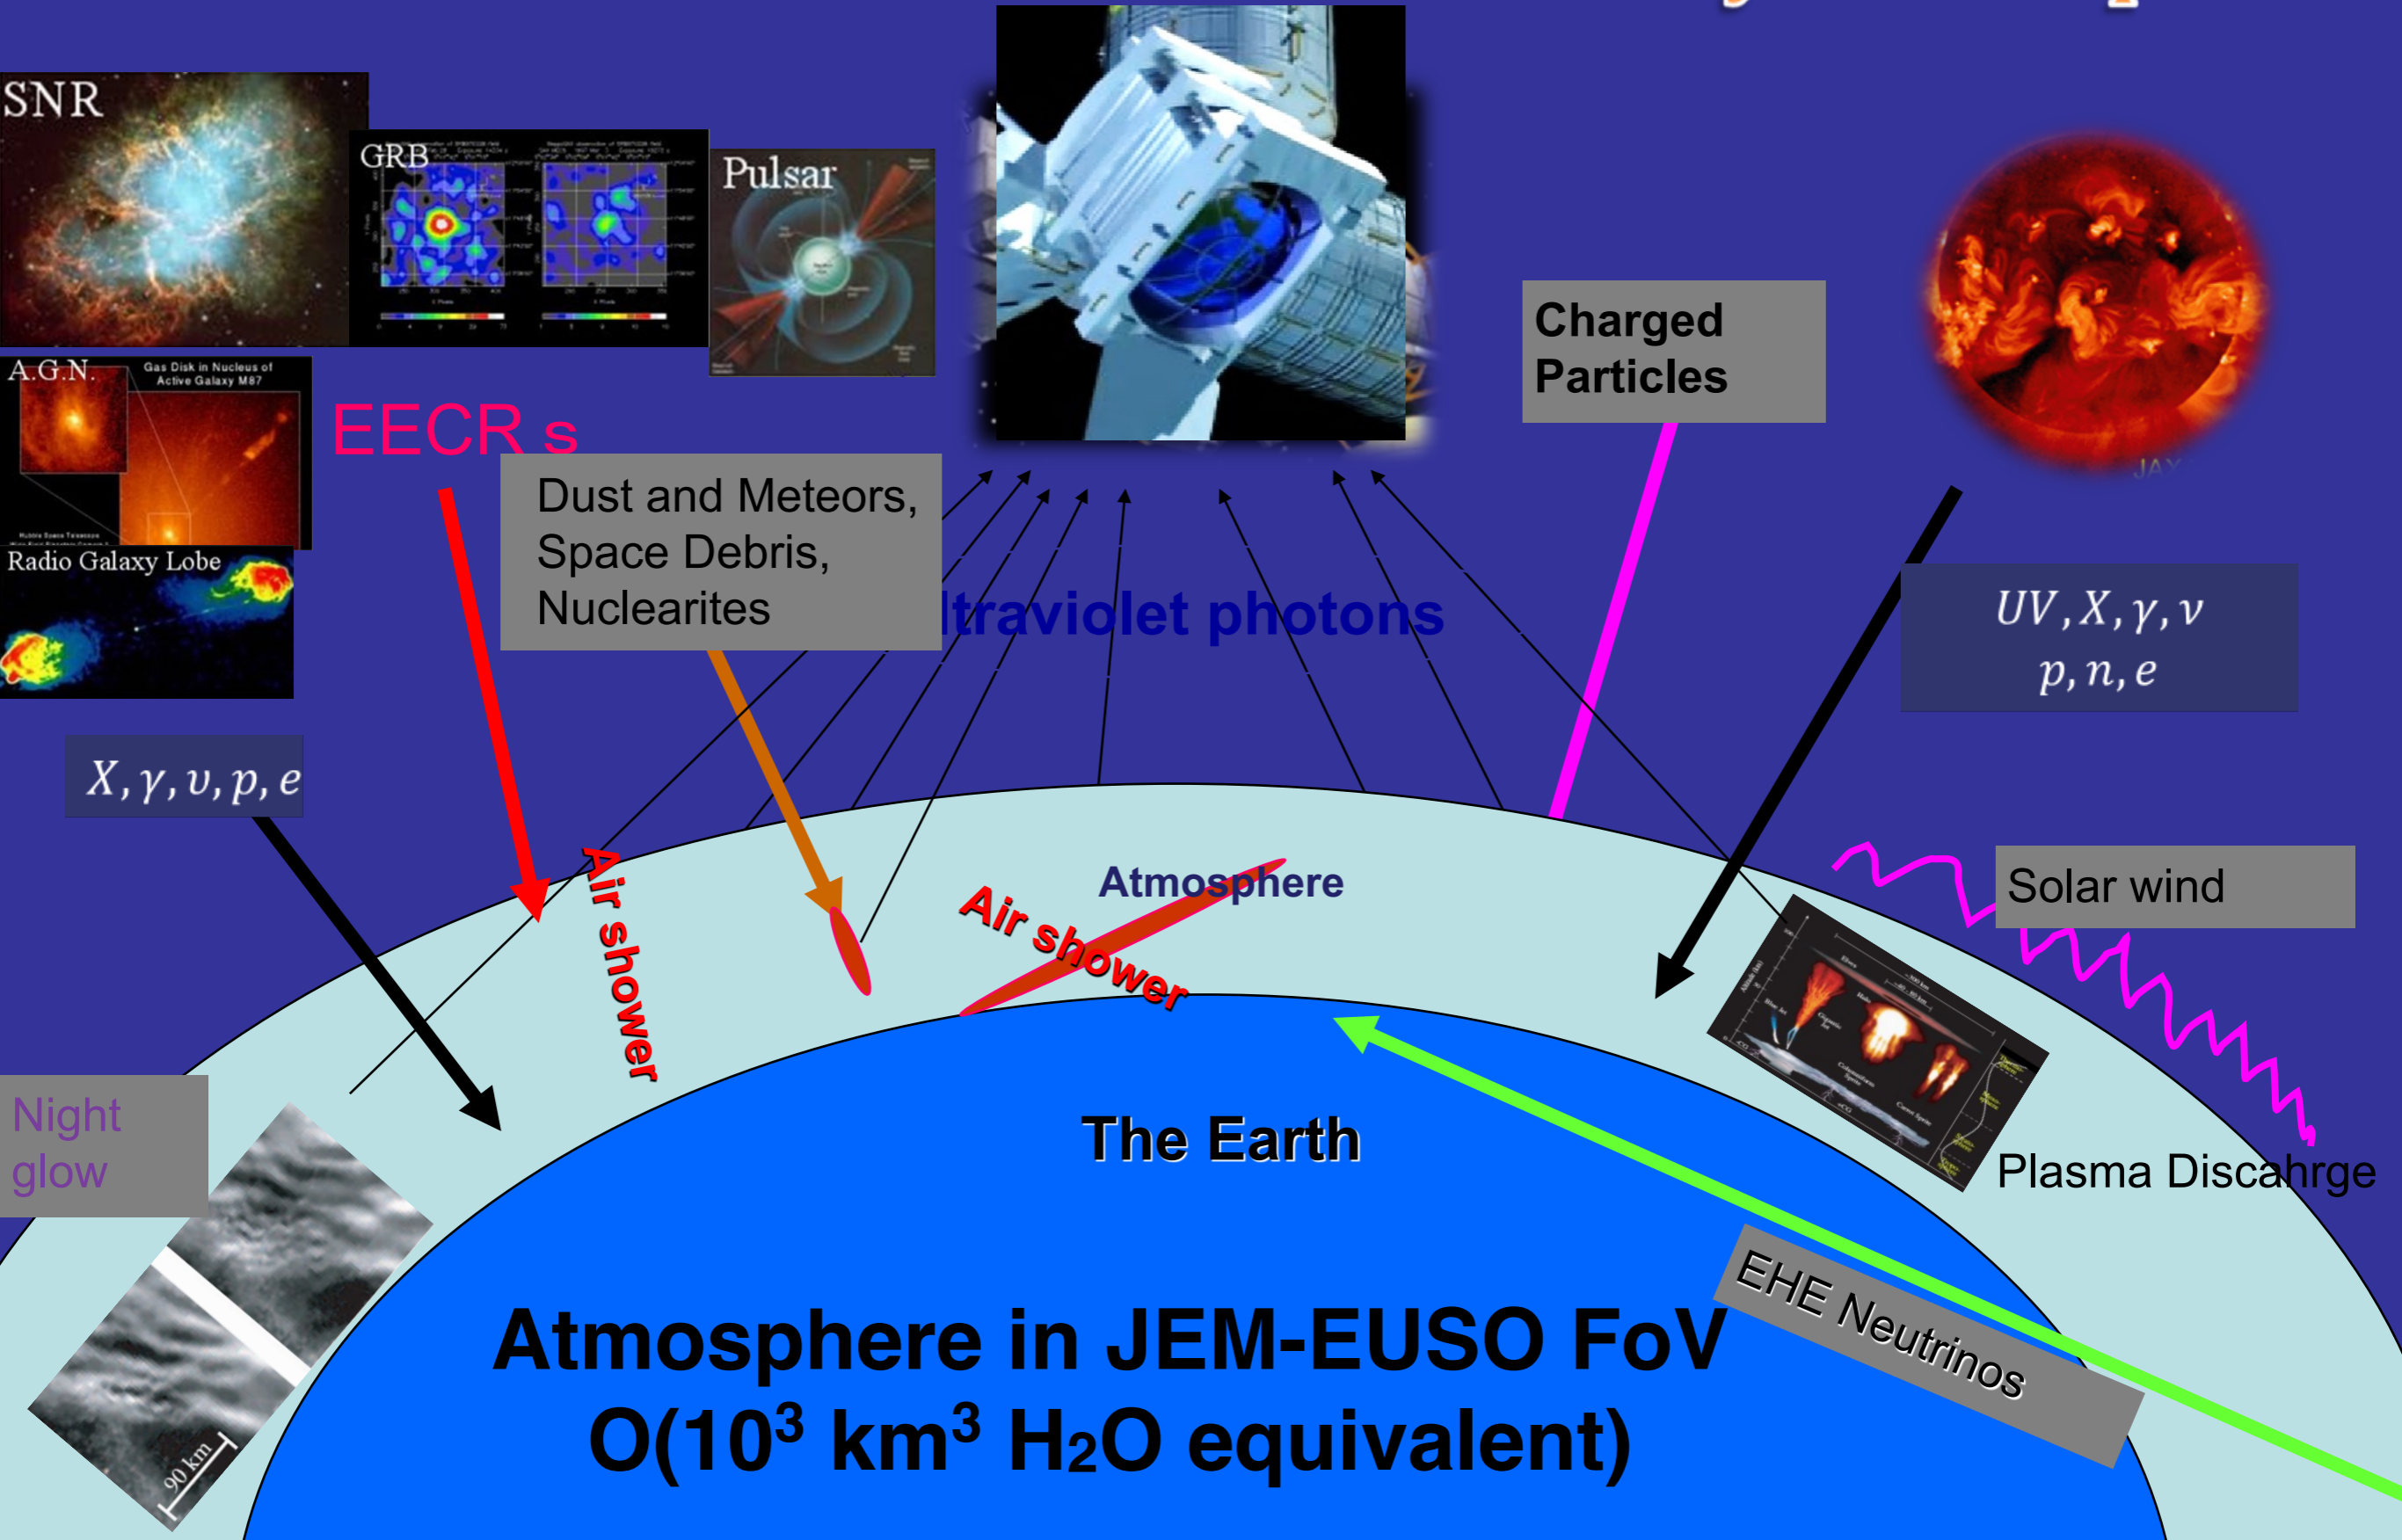 SNR
GRB
Pulsar
A.G.N.
Gas Disk in Nucleus of
Active Galaxy M87
EECR s
Charged
Particles
Dust and Meteors,
Space Debris,
Nuclearites
ltraviolet photons
Radio Galaxy Lobe
UV, X, γ, ν
p, n, e
X, γ, υ, p, e
Air shower
Atmosphere
Air shower
Solar wind
Night
glow
The Earth
Plasma Discahrge
EHE Neutrinos
Atmosphere in JEM-EUSO FoV
O(10³ km³ H₂O equivalent)
90 km